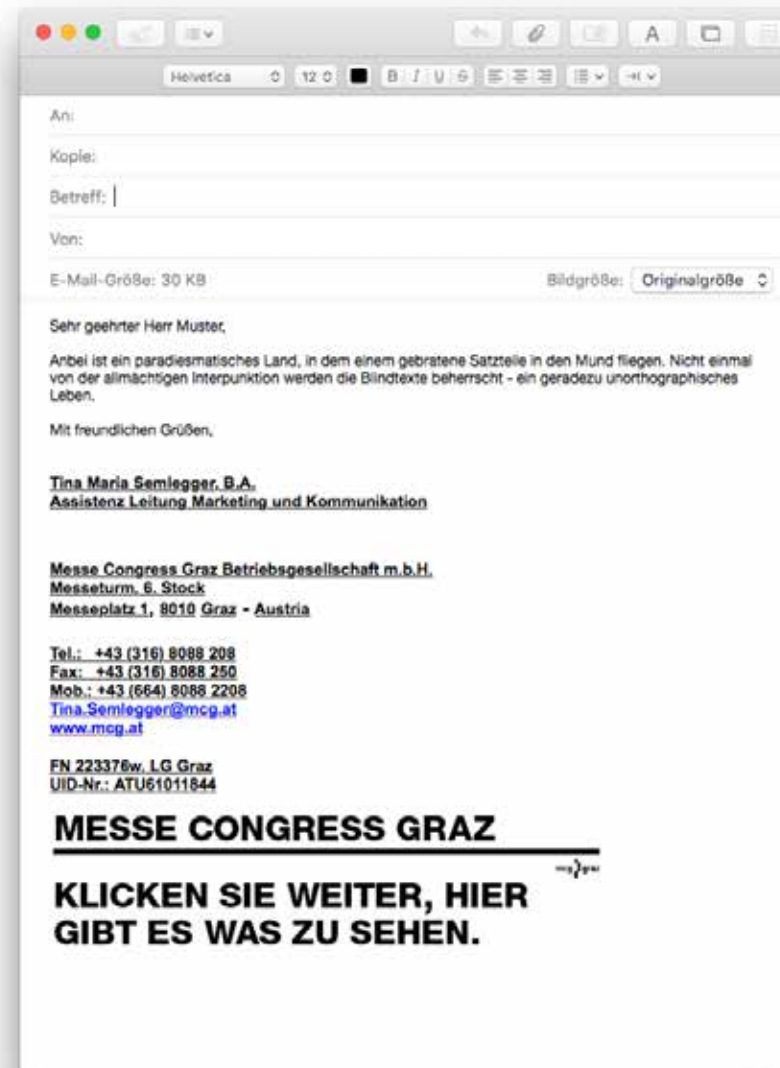 Helvetica 12 B I U S
An:
Kopie:
Betreff:
Von:
E-Mail-Größe: 30 KB Bildgröße: Originalgröße
Sehr geehrter Herr Muster,
Anbei ist ein paradiesmatisches Land, in dem einem gebratene Satzteile in den Mund fliegen. Nicht einmal
von der allmächtigen Interpunktion werden die Blindtexte beherrscht - ein geradezu unorthographisches
Leben.
Mit freundlichen Grüßen,
Tina Maria Semlegger, B.A.
Assistenz Leitung Marketing und Kommunikation
Messe Congress Graz Betriebsgesellschaft m.b.H.
Messeturm, 6. Stock
Messeplatz 1, 8010 Graz - Austria
Tel.: +43 (316) 8088 208
Fax: +43 (316) 8088 250
Mob.: +43 (664) 8088 2208
Tina.Semlegger@mcg.at
www.mcg.at
FN 223376w, LG Graz
UID-Nr.: ATU61011844
MESSE CONGRESS GRAZ
KLICKEN SIE WEITER, HIER
GIBT ES WAS ZU SEHEN.